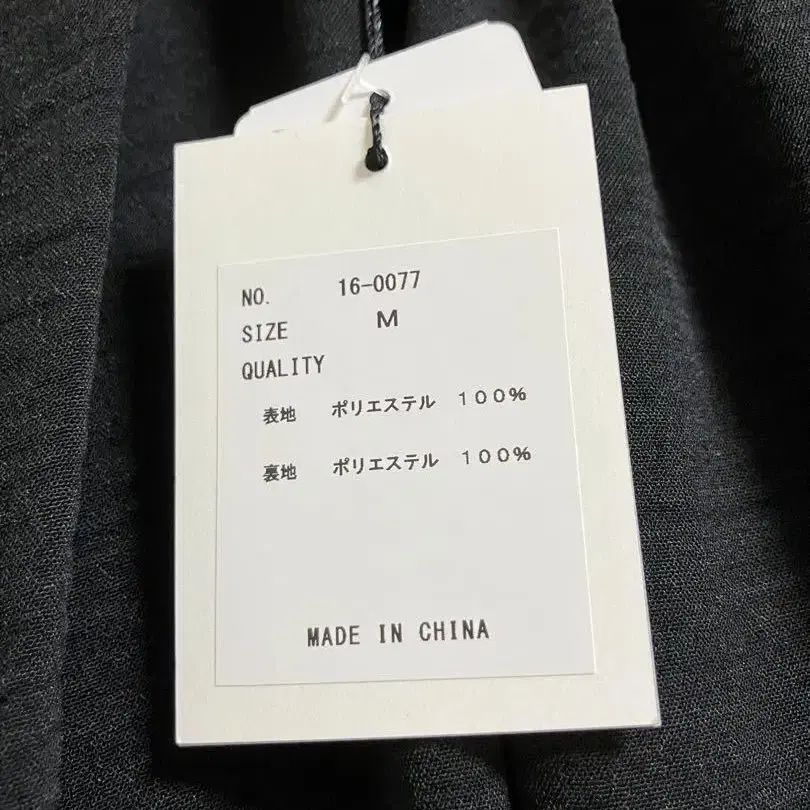 NO. 16-0077
SIZE M
QUALITY
表地 ポリエステル １００％
裏地 ポリエステル １００％
MADE IN CHINA